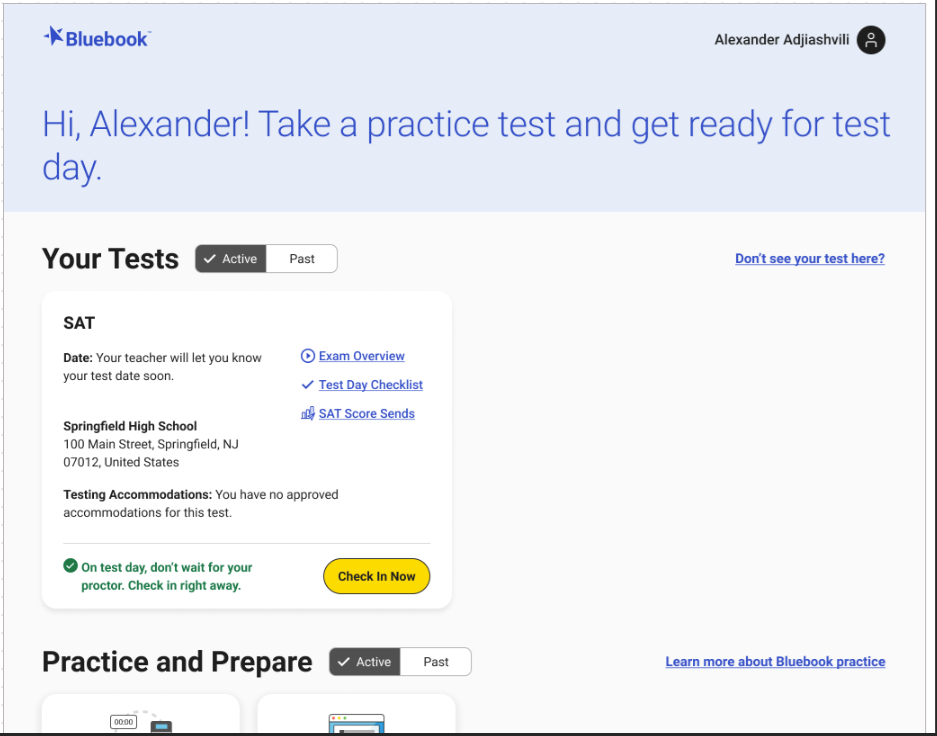 Bluebook
Alexander Adjiashvili
Hi, Alexander! Take a practice test and get ready for test
day.
Your Tests
Active
Past
Don't see your test here?
SAT
Date: Your teacher will let you know
your test date soon.
Exam Overview
Test Day Checklist
SAT Score Sends
Springfield High School
100 Main Street, Springfield, NJ
07012, United States
Testing Accommodations: You have no approved
accommodations for this test.
On test day, don't wait for your
proctor. Check in right away.
Check In Now
Practice and Prepare
Active
Past
Learn more about Bluebook practice
00:00